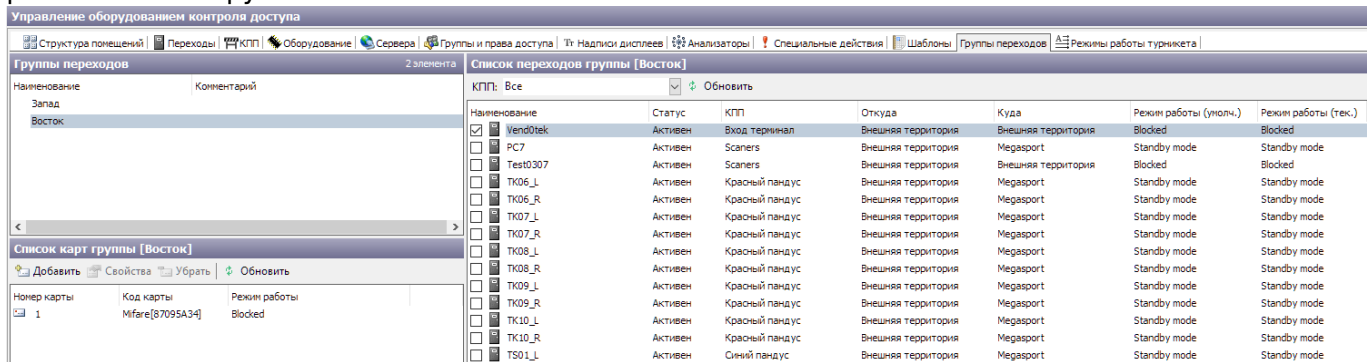 Управление оборудованием контроля доступа
Структура помещений Переходы КПП Оборудование Сервера Группы и права доступа Тт Надписи дисплеев Анализаторы Специальные действия Шаблоны Группы переходов Режимы работы турникета
Группы переходов 2 элемента
Наименование Комментарий
Запад
Восток
Список переходов группы [Восток]
КПП: Все Обновить
Наименование Статус КПП Откуда Куда Режим работы (умолч.) Режим работы (тек.)
Vend0tek Активен Вход терминал Внешняя территория Внешняя территория Blocked Blocked
PC7 Активен Scaners Внешняя территория Megasport Standby mode Standby mode
Test0307 Активен Scaners Внешняя территория Внешняя территория Blocked Blocked
TK06_L Активен Красный пандус Внешняя территория Megasport Standby mode Standby mode
TK06_R Активен Красный пандус Внешняя территория Megasport Standby mode Standby mode
TK07_L Активен Красный пандус Внешняя территория Megasport Standby mode Standby mode
TK07_R Активен Красный пандус Внешняя территория Megasport Standby mode Standby mode
TK08_L Активен Красный пандус Внешняя территория Megasport Standby mode Standby mode
TK08_R Активен Красный пандус Внешняя территория Megasport Standby mode Standby mode
TK09_L Активен Красный пандус Внешняя территория Megasport Standby mode Standby mode
TK09_R Активен Красный пандус Внешняя территория Megasport Standby mode Standby mode
TK10_L Активен Красный пандус Внешняя территория Megasport Standby mode Standby mode
TK10_R Активен Красный пандус Внешняя территория Megasport Standby mode Standby mode
TS01_L Активен Синий пандус Внешняя территория Megasport Standby mode Standby mode
Список карт группы [Восток]
Добавить Свойства Убрать Обновить
Номер карты Код карты Режим работы
1 Mifare[87095A34] Blocked